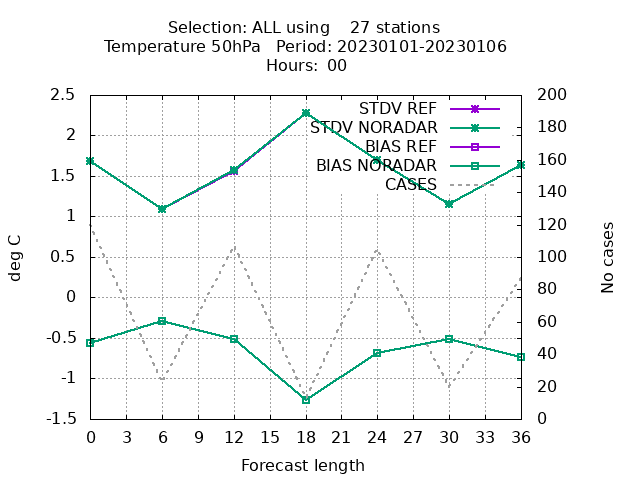 Selection: ALL using    27 stations
Temperature 50hPa   Period: 20230101-20230106
Hours:  00
STDV REF
STDV NORADAR
BIAS REF
BIAS NORADAR
CASES
2.5
2
1.5
1
0.5
0
-0.5
-1
-1.5
deg C
200
180
160
140
120
100
80
60
40
20
0
No cases
0 3 6 9 12 15 18 21 24 27 30 33 36
Forecast length